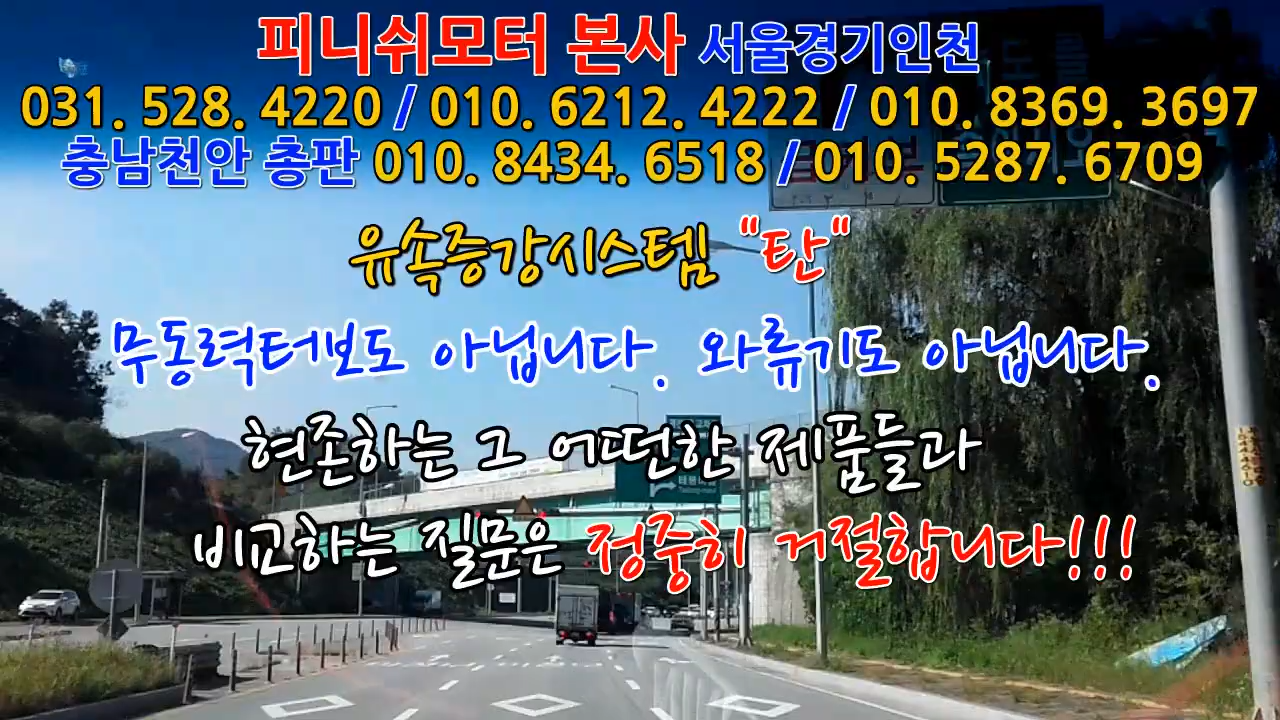 피니쉬모터 본사 서울경기인천
031. 528. 4220 / 010. 6212. 4222 / 010. 8369. 3697
충남천안 총판 010. 8434. 6518 / 010. 5287. 6709
유속증강시스템 "탄"
무동력터보도 아닙니다. 와류기도 아닙니다.
현존하는 그 어떠한 제품들과
비교하는 질문은 정중히 거절합니다!!!